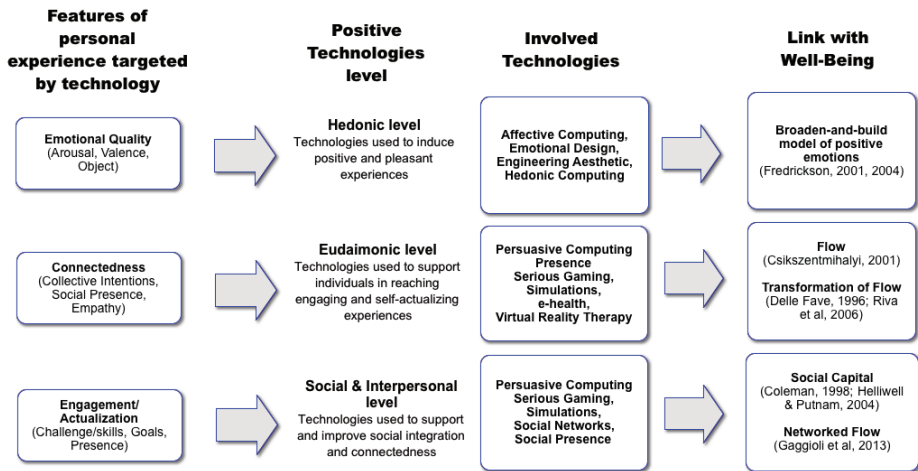 Features of
personal
experience targeted
by technology
Positive
Technologies
level
Involved
Technologies
Link with
Well-Being
Emotional Quality
(Arousal, Valence,
Object)
Hedonic level
Technologies used to induce
positive and pleasant
experiences
Affective Computing,
Emotional Design,
Engineering Aesthetic,
Hedonic Computing
Broaden-and-build
model of positive
emotions
(Fredrickson, 2001, 2004)
Connectedness
(Collective Intentions,
Social Presence,
Empathy)
Eudaimonic level
Technologies used to support
individuals in reaching
engaging and self-actualizing
experiences
Persuasive Computing
Presence
Serious Gaming,
Simulations,
e-health,
Virtual Reality Therapy
Flow
(Csikszentmihalyi, 2001)
Transformation of Flow
(Delle Fave, 1996; Riva
et al, 2006)
Engagement/
Actualization
(Challenge/skills, Goals,
Presence)
Social & Interpersonal
level
Technologies used to support
and improve social integration
and connectedness
Persuasive Computing
Serious Gaming,
Simulations,
Social Networks,
Social Presence
Social Capital
(Coleman, 1998; Helliwell
& Putnam, 2004)
Networked Flow
(Gaggioli et al, 2013)